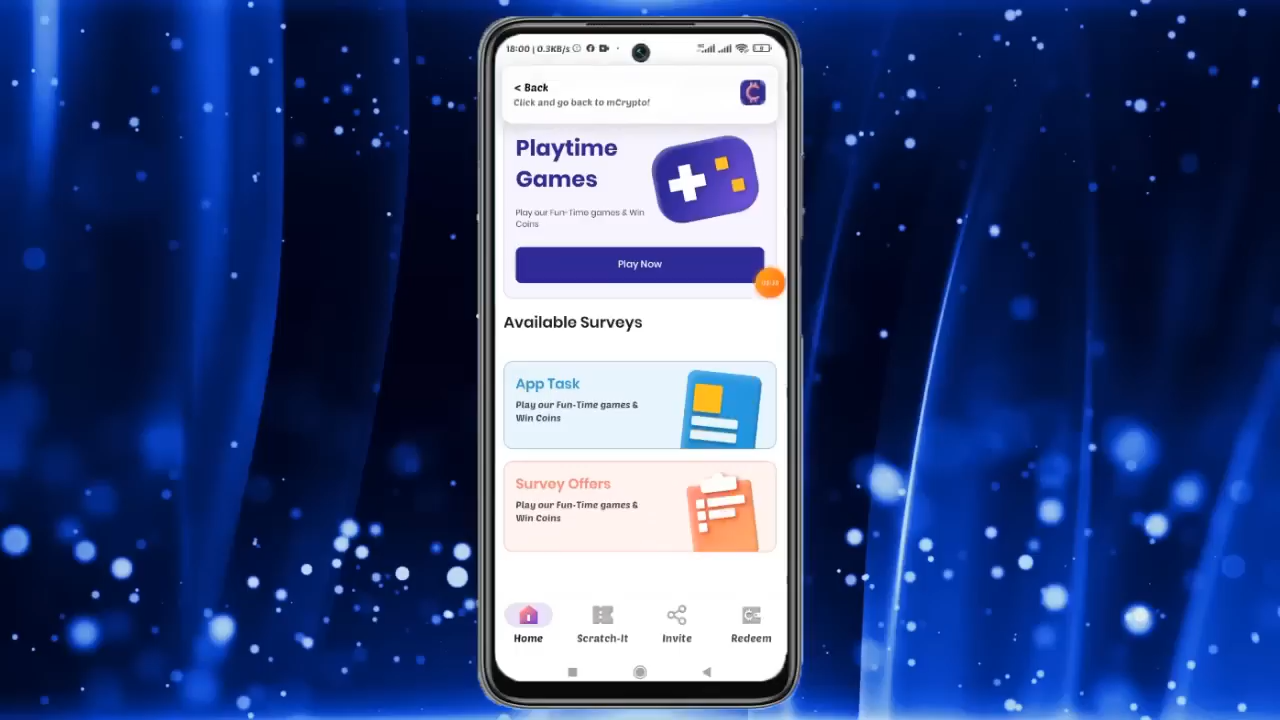 18:00 | 0.3KB/s
< Back
Click and go back to mCrypto!
Playtime
Games
Play our Fun-Time games & Win
Coins
Play Now
Available Surveys
App Task
Play our Fun-Time games &
Win Coins
Survey Offers
Play our Fun-Time games &
Win Coins
Home
Scratch-It
Invite
Redeem